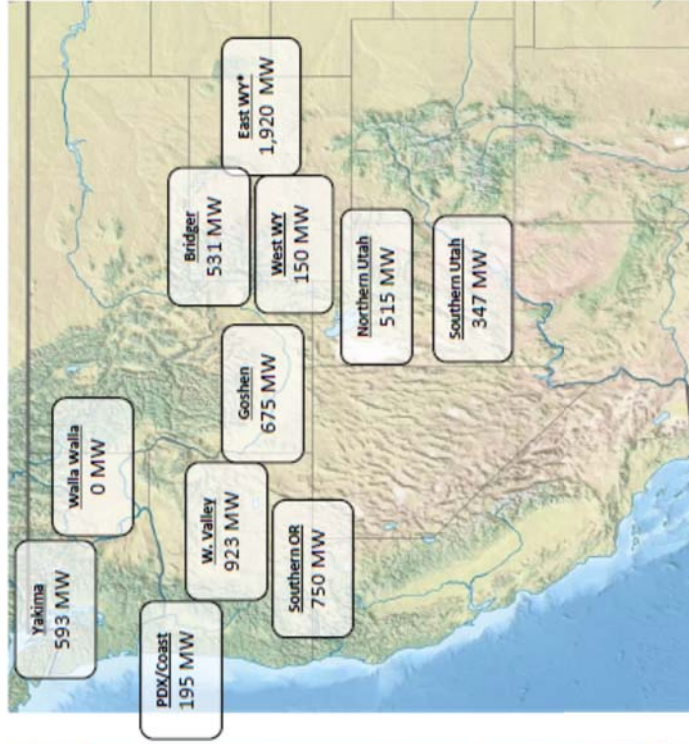 Yakima
593 MW
Walla Walla
0 MW
PDX/Coast
195 MW
W. Valley
923 MW
Southern OR
750 MW
Goshen
675 MW
Bridger
531 MW
West WY
150 MW
East WY*
1,920 MW
Northern Utah
515 MW
Southern Utah
347 MW